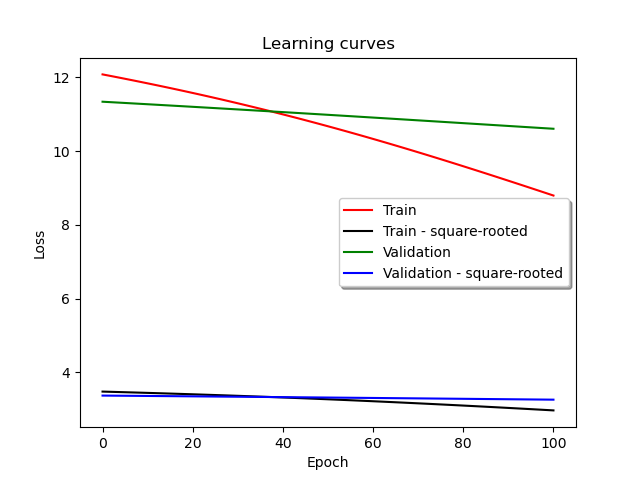 Learning curves
12
10
8
6
4
Loss
Train
Train - square-rooted
Validation
Validation - square-rooted
0 20 40 60 80 100
Epoch